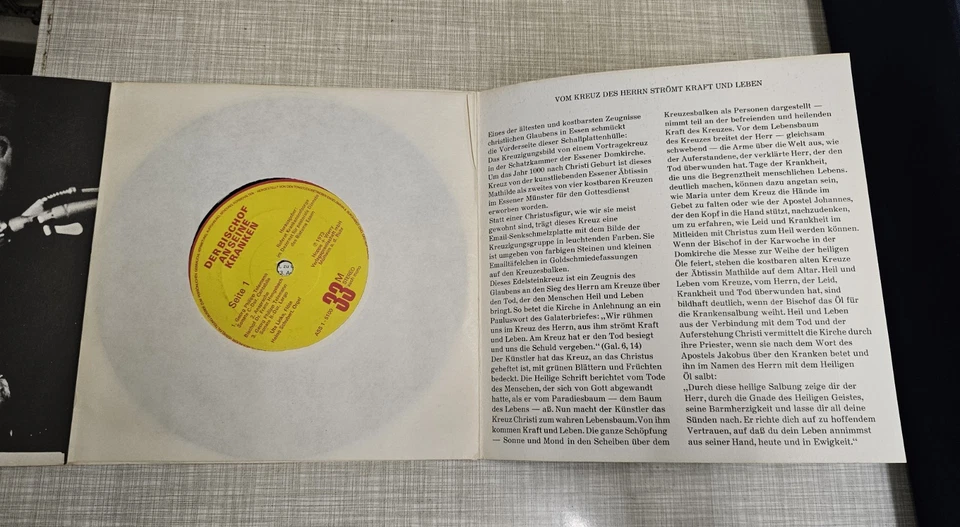 DER BISCHOF
AN SEINE
KRANKEN
Seite 1
33
M
STEREO
VOM KREUZ DES HERRN STRÖMT KRAFT UND LEBEN
Eines der ältesten und kostbarsten Zeugnisse
christlichen Glaubens in Essen schmückt
die Vorderseite dieser Schallplattenhülle:
Das Kreuzigungsbild von einem Vortragekreuz
in der Schatzkammer der Essener Domkirche.
Um das Jahr 1000 nach Christi Geburt ist dieses
Kreuz von der kunstliebenden Essener Äbtissin
Mathilde als zweites von vier kostbaren Kreuzen
im Essener Münster für den Gottesdienst
erworben worden.
Statt einer Christusfigur, wie wir sie meist
gewohnt sind, trägt dieses Kreuz eine
Email-Senkschmelzplatte mit dem Bilde der
Kreuzigungsgruppe in leuchtenden Farben. Sie
ist umgeben von farbigen Steinen und kleinen
Emailtäfelchen in Goldschmiedefassungen
auf den Kreuzesbalken.
Dieses Edelsteinkreuz ist ein Zeugnis des
Glaubens an den Sieg des Herrn am Kreuze über
den Tod, der den Menschen Heil und Leben
bringt. So betet die Kirche in Anlehnung an ein
Pauluswort des Galaterbriefes: „Wir rühmen
uns im Kreuz des Herrn, aus ihm strömt Kraft
und Leben. Am Kreuz hat er den Tod besiegt
und uns die Schuld vergeben.“ (Gal. 6, 14)
Der Künstler hat das Kreuz, an das Christus
geheftet ist, mit grünen Blättern und Früchten
bedeckt. Die Heilige Schrift berichtet vom Tode
des Menschen, der sich von Gott abgewandt
hatte, als er vom Paradiesbaum — dem Baum
des Lebens — aß. Nun macht der Künstler das
Kreuz Christi zum wahren Lebensbaum. Von ihm
kommen Kraft und Leben. Die ganze Schöpfung
— Sonne und Mond in den Scheiben über dem
Kreuzesbalken als Personen dargestellt —
nimmt teil an der befreienden und heilenden
Kraft des Kreuzes. Vor dem Lebensbaum
des Kreuzes breitet der Herr — gleichsam
schwebend — die Arme über die Welt aus, wie
der Auferstandene, der verklärte Herr, der den
Tod überwunden hat. Tage der Krankheit,
die uns die Begrenztheit menschlichen Lebens
deutlich machen, können dazu angetan sein,
wie Maria unter dem Kreuz die Hände im
Gebet zu falten oder wie der Apostel Johannes,
der den Kopf in die Hand stützt, nachzudenken,
um zu erfahren, wie Leid und Krankheit im
Mitleiden mit Christus zum Heil werden können.
Wenn der Bischof in der Karwoche in der
Domkirche die Messe zur Weihe der heiligen
Öle feiert, stehen die kostbaren alten Kreuze
der Äbtissin Mathilde auf dem Altar. Heil und
Leben vom Kreuze, vom Herrn, der Leid,
Krankheit und Tod überwunden hat, sind
bildhaft deutlich, wenn der Bischof das Öl für
die Krankensalbung weiht. Heil und Leben
aus der Verbindung mit dem Tod und der
Auferstehung Christi vermittelt die Kirche durch
ihre Priester, wenn sie nach dem Wort des
Apostels Jakobus über den Kranken betet und
ihn im Namen des Herrn mit dem Heiligen
Öl salbt:
„Durch diese heilige Salbung zeige dir der
Herr, durch die Gnade des Heiligen Geistes,
seine Barmherzigkeit und lasse dir all deine
Sünden nach. Er richte dich auf zu hoffendem
Vertrauen, auf daß du dein Leben annimmst
aus seiner Hand, heute und in Ewigkeit.“